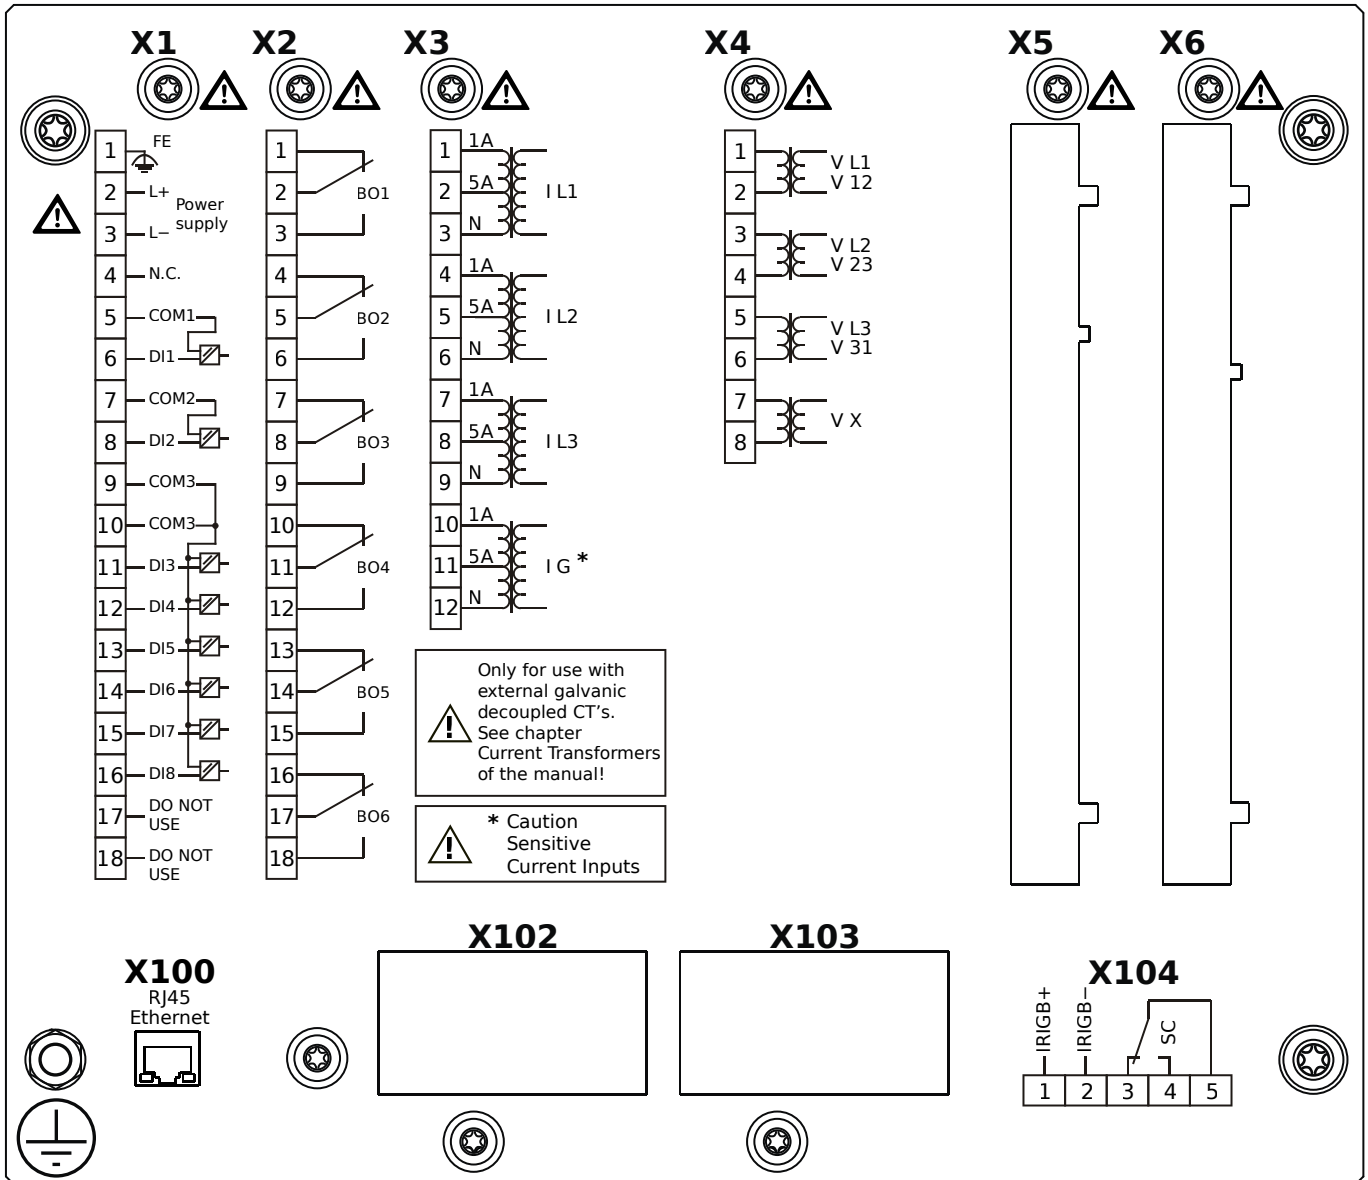 X1
X2
X3
X4
X5
X6
1 FE
2 L+
Power
supply
3 L−
4 N.C.
5 COM1
6 DI1
7 COM2
8 DI2
9 COM3
10 COM3
11 DI3
12 DI4
13 DI5
14 DI6
15 DI7
16 DI8
17 DO NOT
USE
18 DO NOT
USE
1
2 BO1
3
4
5 BO2
6
7
8 BO3
9
10
11 BO4
12
13
14 BO5
15
16
17 BO6
18
1 1A
2 5A I L1
3 N
4 1A
5 5A I L2
6 N
7 1A
8 5A I L3
9 N
10 1A
11 5A I G *
12 N
Only for use with
external galvanic
decoupled CT's.
See chapter
Current Transformers
of the manual!
* Caution
Sensitive
Current Inputs
1 V L1
2 V 12
3 V L2
4 V 23
5 V L3
6 V 31
7 V X
8
X100
RJ45
Ethernet
X102
X103
X104
IRIGB+
IRIGB−
SC
1 2 3 4 5